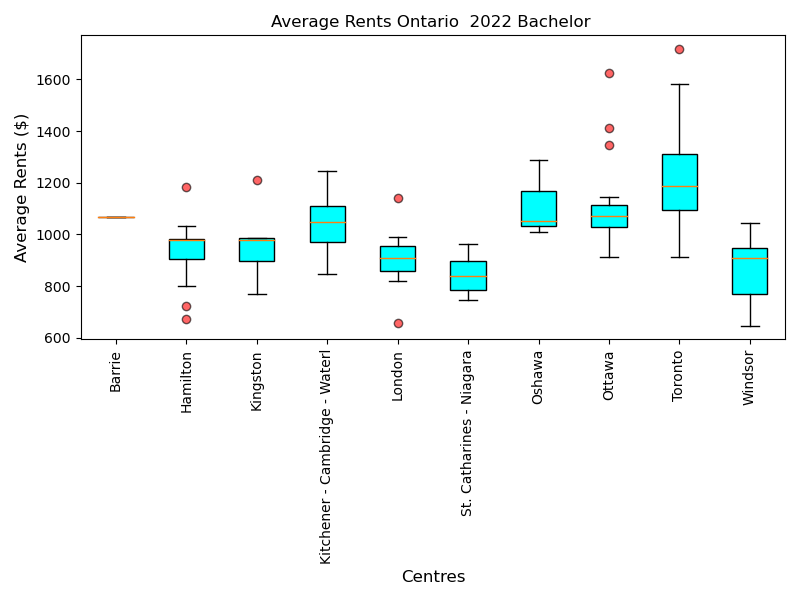 Average Rents Ontario  2022 Bachelor
Average Rents ($)
1600
1400
1200
1000
800
600
Barrie
Hamilton
Kingston
Kitchener - Cambridge - Waterl
London
St. Catharines - Niagara
Oshawa
Ottawa
Toronto
Windsor
Centres